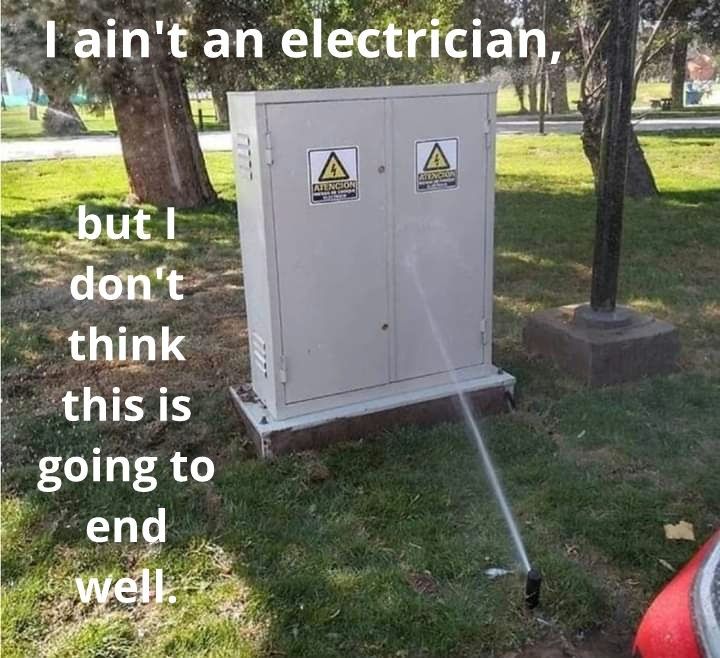 I ain't an electrician,
but I
don't
think
this is
going to
end
well.
ATENCION
ATENCION